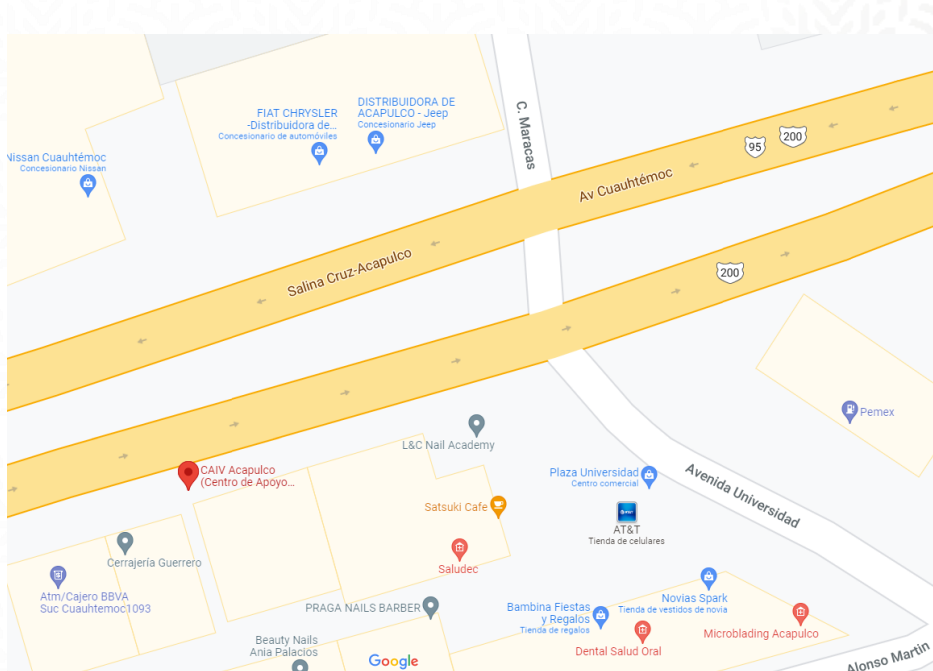 DISTRIBUIDORA DE
ACAPULCO - Jeep
Concesionario Jeep
FIAT CHRYSLER
-Distribuidora de...
Concesionario de automóviles
C. Maracas
95
200
Nissan Cuauhtémoc
Concesionario Nissan
Av Cuauhtémoc
Salina Cruz-Acapulco
200
Pemex
L&C Nail Academy
CAIV Acapulco
(Centro de Apoyo...
Plaza Universidad
Centro comercial
Avenida Universidad
Satsuki Cafe
AT&T
Tienda de celulares
Cerrajería Guerrero
Saludec
Atm/Cajero BBVA
Suc Cuauhtemoc1093
PRAGA NAILS BARBER
Bambina Fiestas
y Regalos
Tienda de regalos
Novias Spark
Tienda de vestidos de novia
Microblading Acapulco
Dental Salud Oral
Beauty Nails
Ania Palacios
Google
Alonso Martín